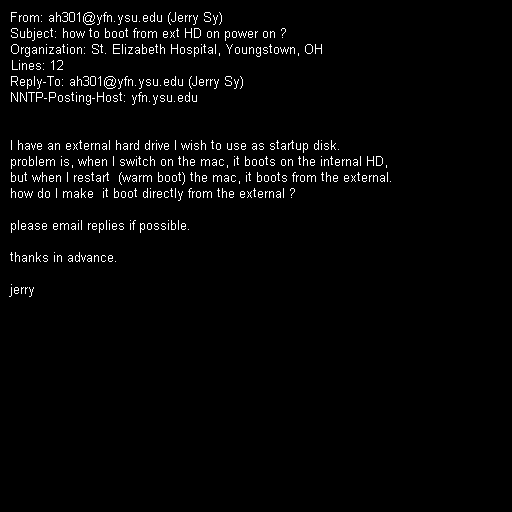 From: ah301@yfn.ysu.edu (Jerry Sy)
Subject: how to boot from ext HD on power on ?
Organization: St. Elizabeth Hospital, Youngstown, OH
Lines: 12
Reply-To: ah301@yfn.ysu.edu (Jerry Sy)
NNTP-Posting-Host: yfn.ysu.edu

I have an external hard drive I wish to use as startup disk.
problem is, when I switch on the mac, it boots on the internal HD,
but when I restart  (warm boot) the mac, it boots from the external.
how do I make  it boot directly from the external ?

please email replies if possible.

thanks in advance.

jerry